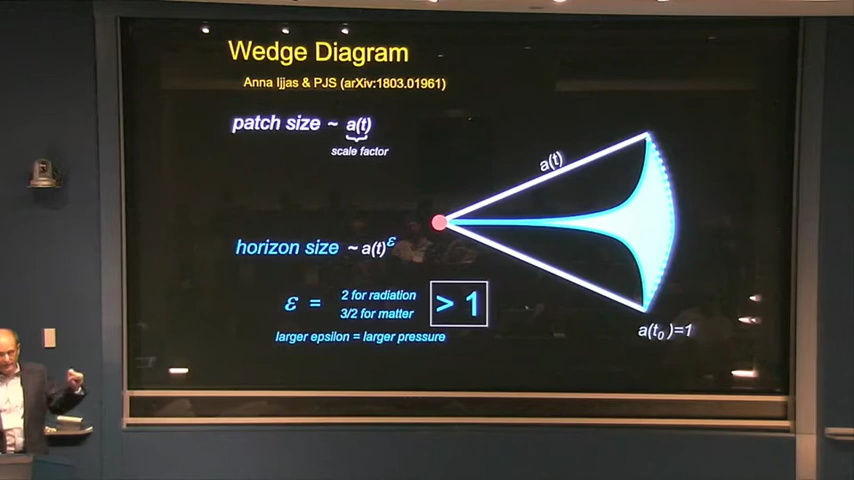 Wedge Diagram
Anna Ijjas & PJS (arXiv:1803.01961)
patch size ~ a(t)
scale factor
a(t)
horizon size ~ a(t)^ε
ε = 2 for radiation
3/2 for matter
> 1
larger epsilon = larger pressure
a(t₀)=1